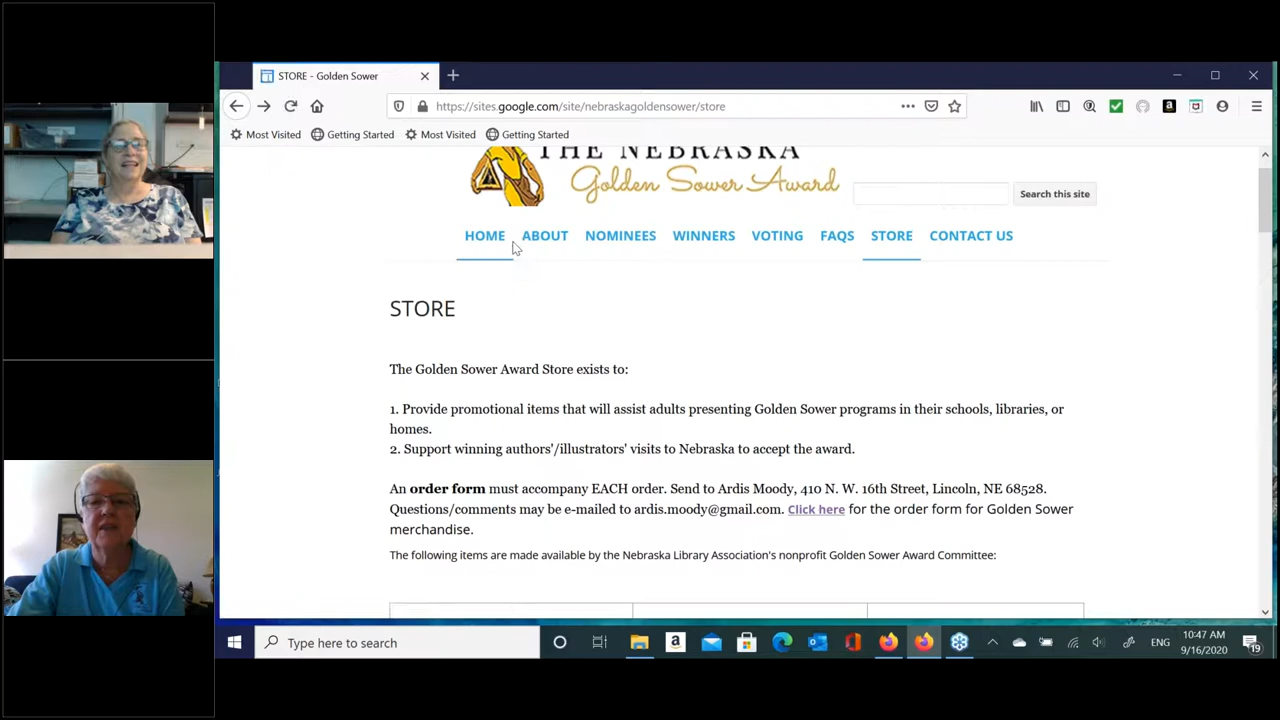 STORE - Golden Sower
https://sites.google.com/site/nebraskagoldensower/store
Most Visited Getting Started Most Visited Getting Started
THE NEBRASKA
Golden Sower Award
Search this site
HOME ABOUT NOMINEES WINNERS VOTING FAQS STORE CONTACT US
STORE
The Golden Sower Award Store exists to:
1. Provide promotional items that will assist adults presenting Golden Sower programs in their schools, libraries, or
homes.
2. Support winning authors'/illustrators' visits to Nebraska to accept the award.
An order form must accompany EACH order. Send to Ardis Moody, 410 N. W. 16th Street, Lincoln, NE 68528.
Questions/comments may be e-mailed to ardis.moody@gmail.com. Click here for the order form for Golden Sower
merchandise.
The following items are made available by the Nebraska Library Association's nonprofit Golden Sower Award Committee:
Type here to search
ENG
10:47 AM
9/16/2020
19